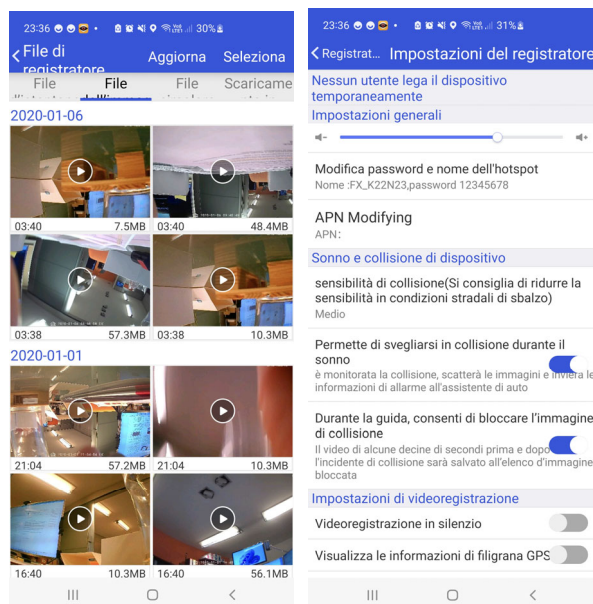 23:36
30%
File di
registratore
Aggiorna
Seleziona
File
File
File
Scaricame
2020-01-06
03:40
7.5MB
03:40
48.4MB
03:38
57.3MB
03:38
10.3MB
2020-01-01
21:04
57.2MB
21:04
10.3MB
16:40
10.3MB
16:40
56.1MB
23:36
31%
Registrat...
Impostazioni del registratore
Nessun utente lega il dispositivo
temporaneamente
Impostazioni generali
Modifica password e nome dell'hotspot
Nome :FX_K22N23,password 12345678
APN Modifying
APN:
Sonno e collisione di dispositivo
sensibilità di collisione(Si consiglia di ridurre la
sensibilità in condizioni stradali di sbalzo)
Medio
Permette di svegliarsi in collisione durante il
sonno
è monitorata la collisione, scatterà le immagini e invierà le
informazioni di allarme all'assistente di auto
Durante la guida, consenti di bloccare l'immagine
di collisione
Il video di alcune decine di secondi prima e dopo
l'incidente di collisione sarà salvato all'elenco d'immagine
bloccata
Impostazioni di videoregistrazione
Videoregistrazione in silenzio
Visualizza le informazioni di filigrana GPS